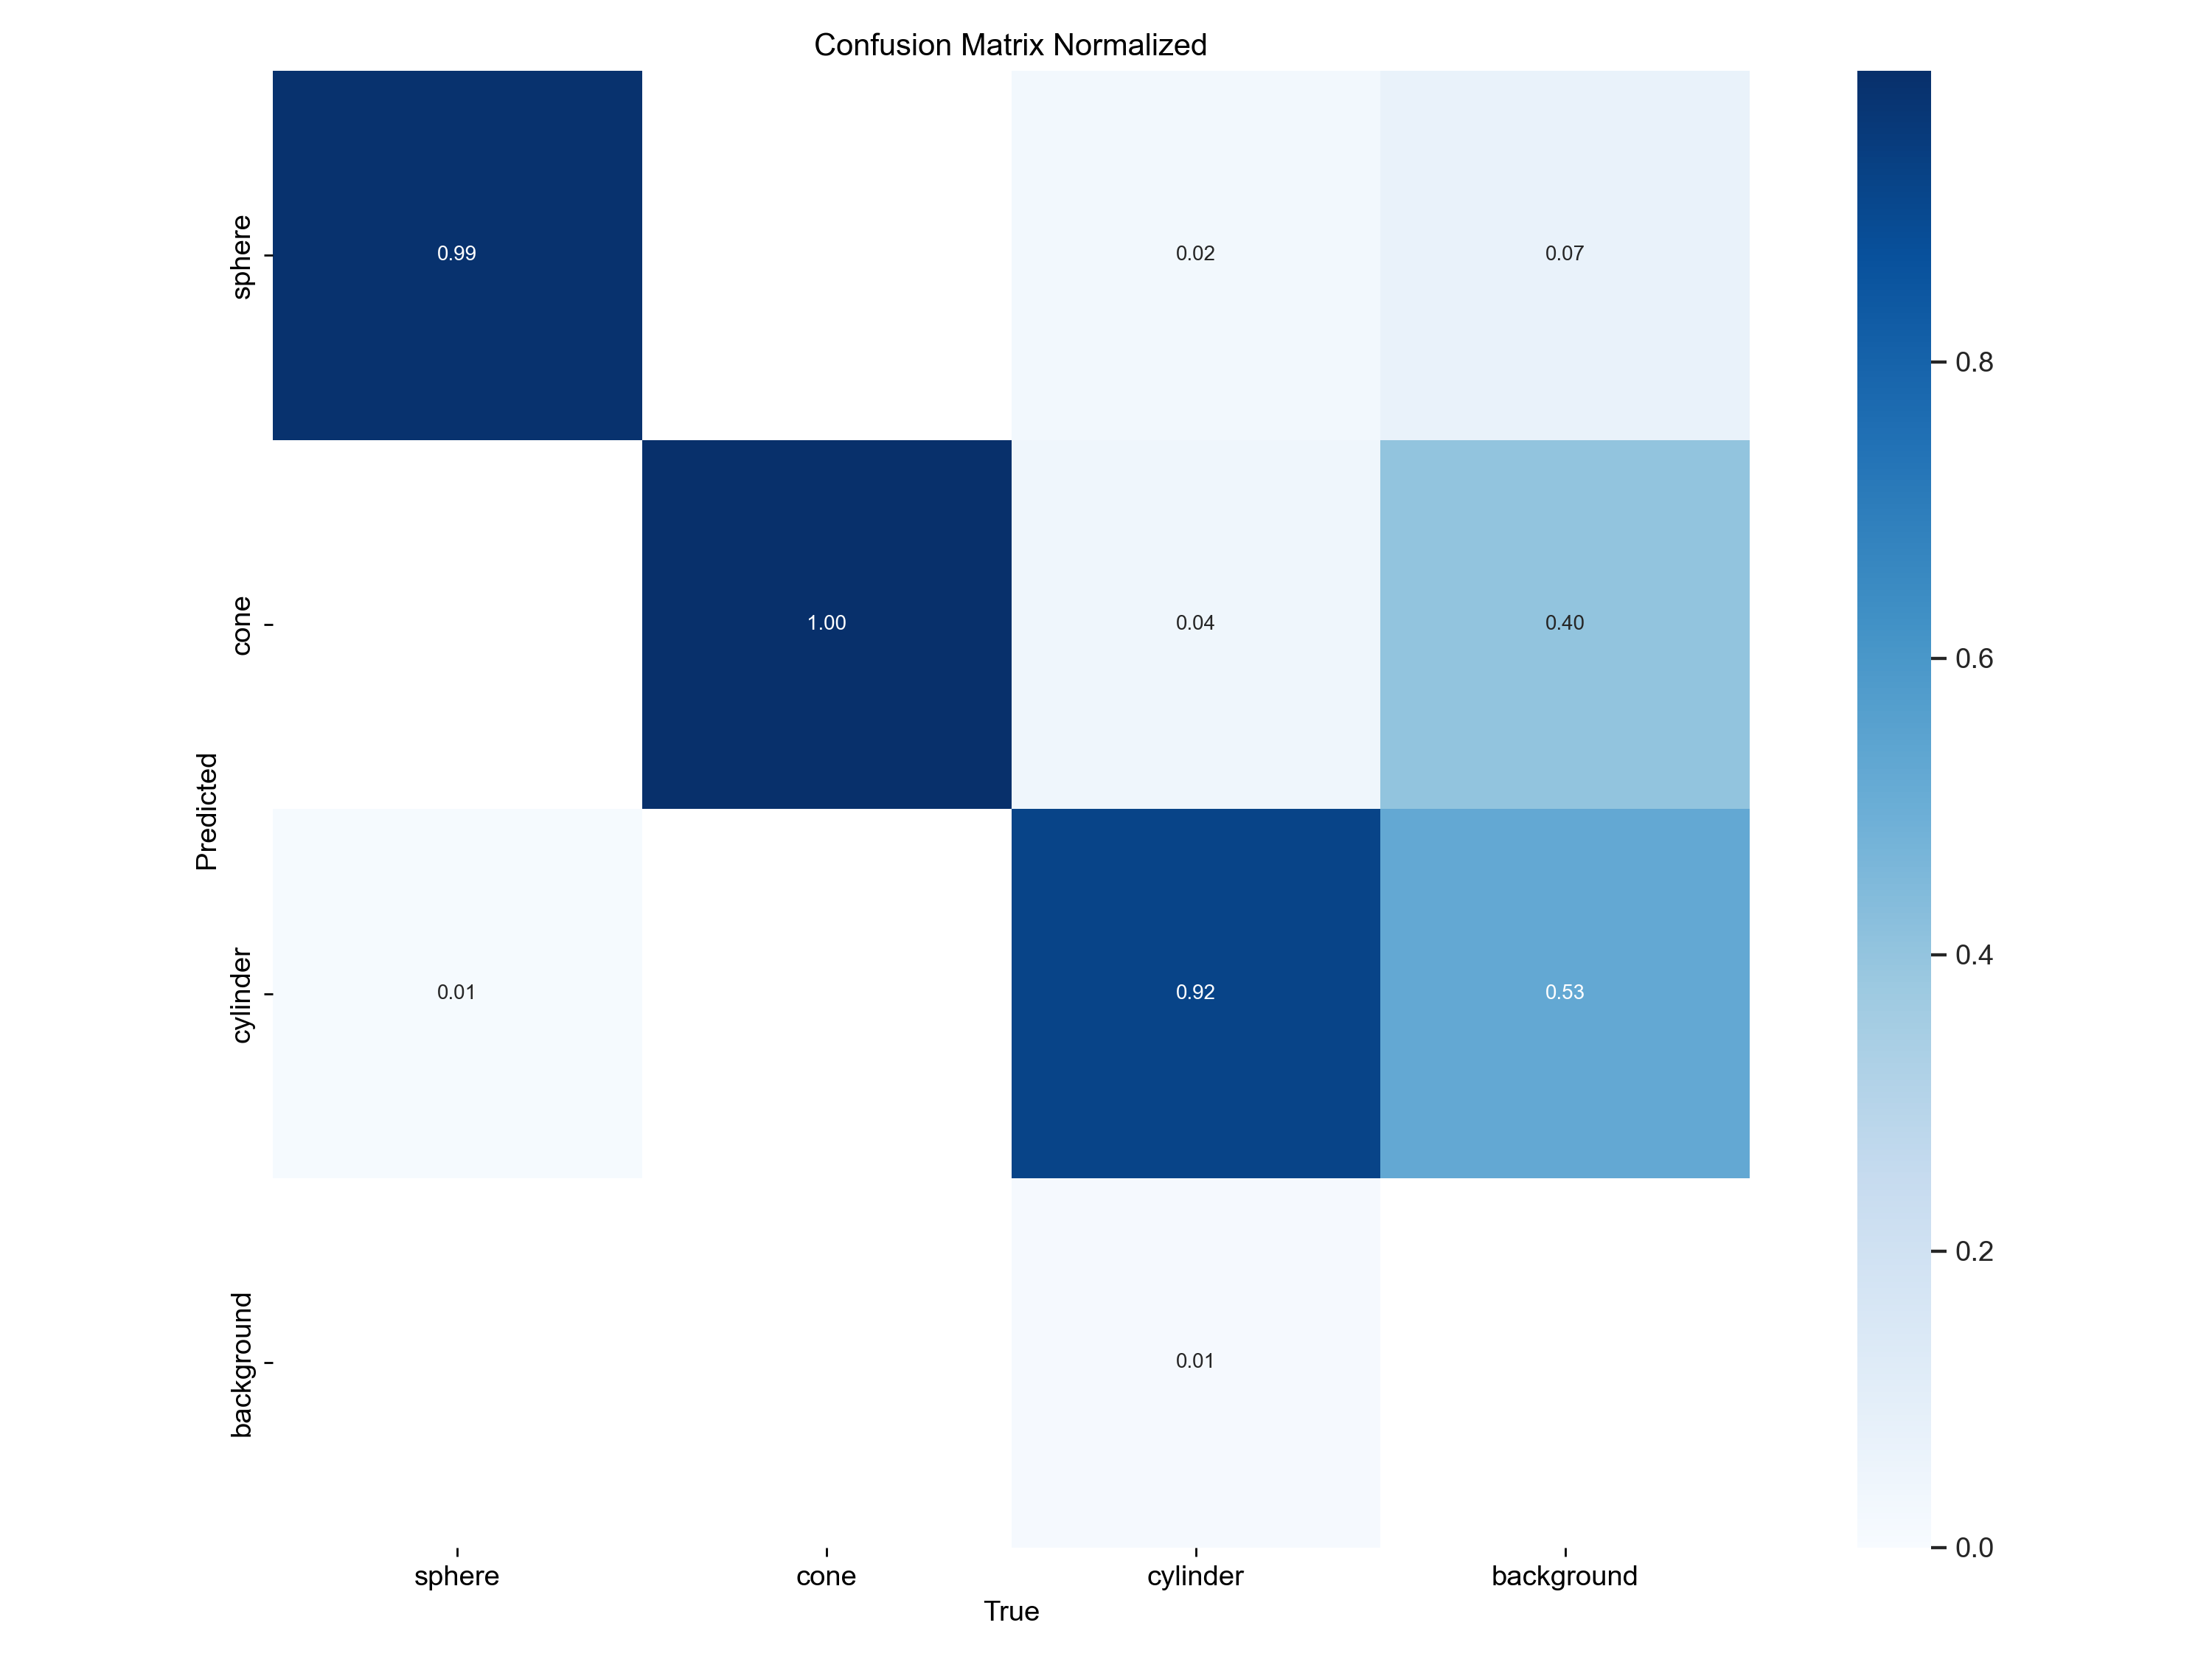 Confusion Matrix Normalized
sphere
0.99
0.02
0.07
0.8
cone
1.00
0.04
0.40
0.6
Predicted
cylinder
0.01
0.92
0.53
0.4
background
0.01
0.2
0.0
sphere
cone
cylinder
background
True